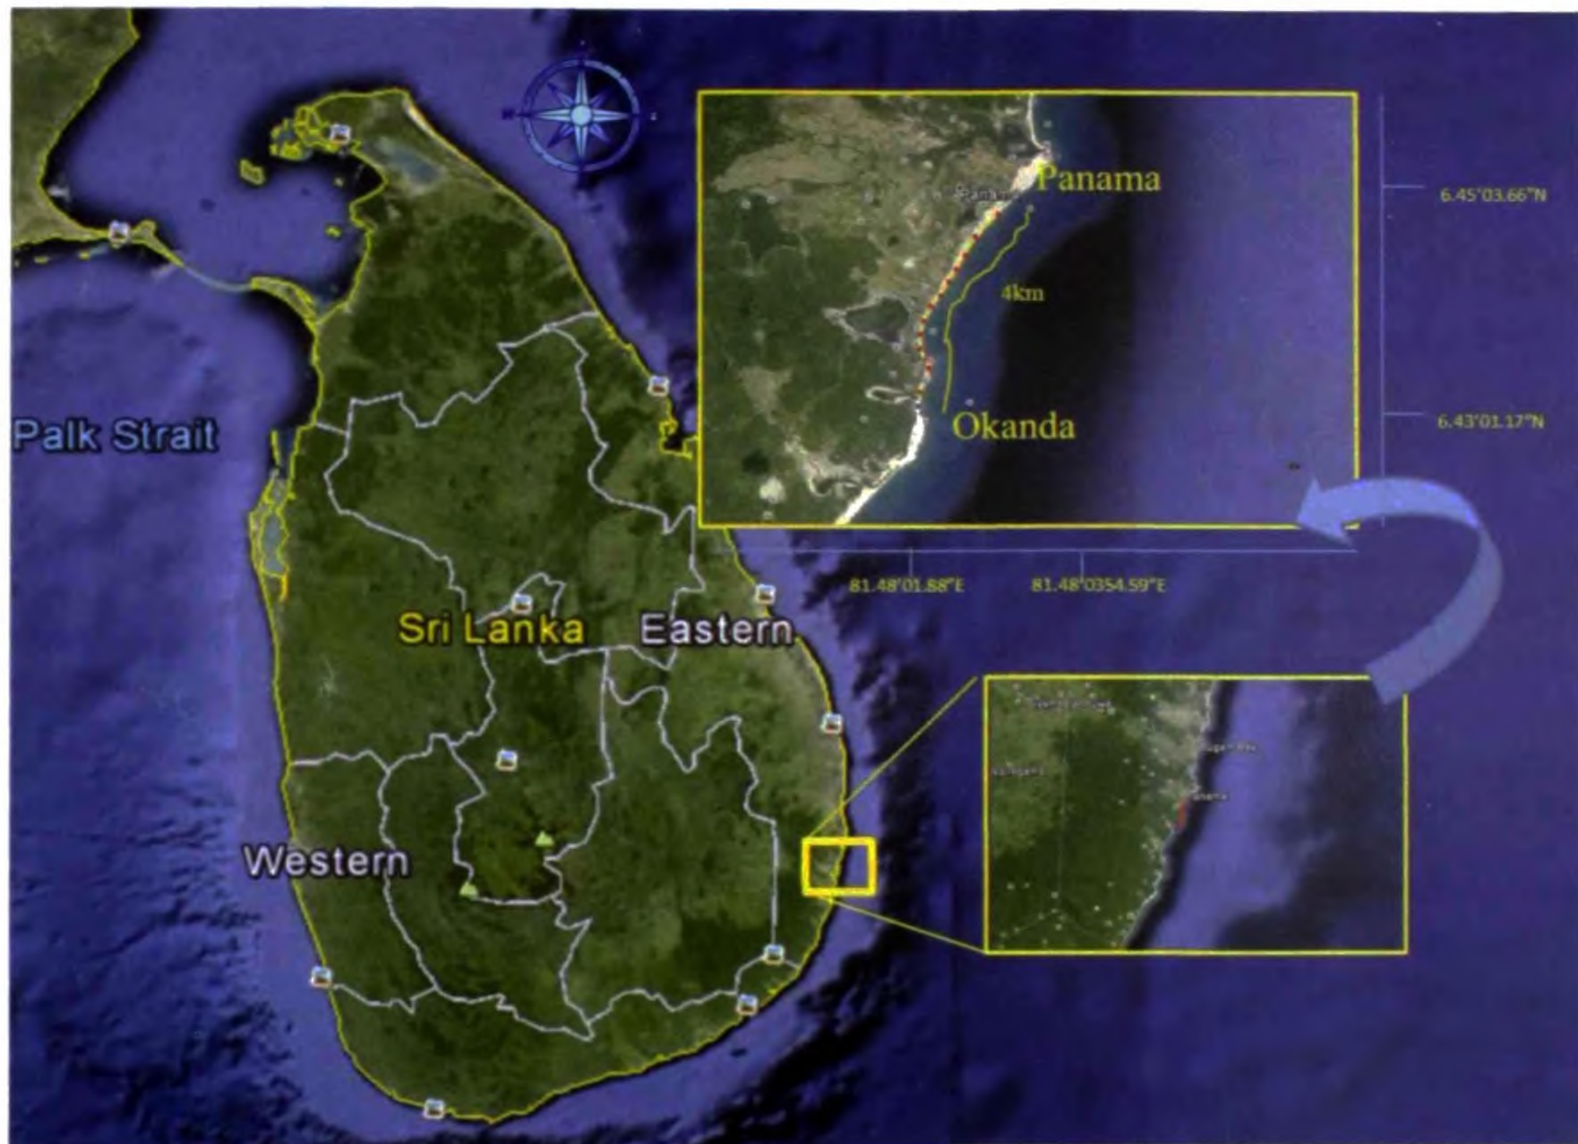 Panama
6.45'03.66"N
4km
Okanda
6.43'01.17"N
Palk Strait
81.48'01.88"E
81.48'0354.59"E
Sri Lanka
Eastern
Western
Panama